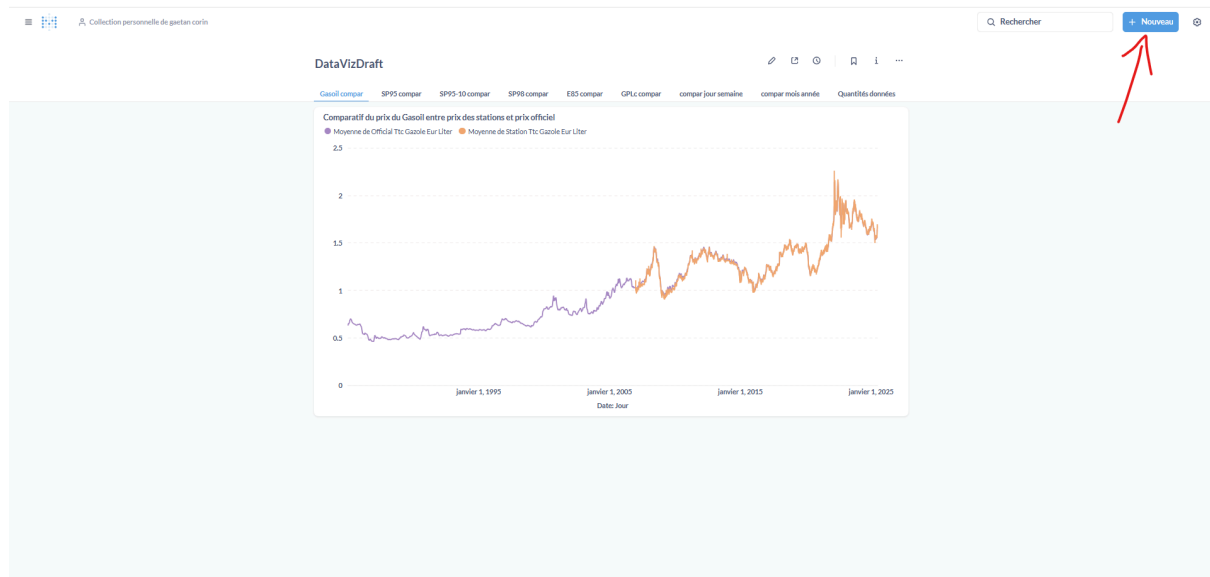 Collection personnelle de gaetan corin
Rechercher
+ Nouveau
DataVizDraft
Gasoil compar SP95 compar SP95-10 compar SP98 compar E85 compar GPLc compar compar jour semaine compar mois année Quantités données
Comparatif du prix du Gasoil entre prix des stations et prix officiel
Moyenne de Official Ttc Gazole Eur Liter Moyenne de Station Ttc Gazole Eur Liter
2.5
2
1.5
1
0.5
0
janvier 1, 1995 janvier 1, 2005 janvier 1, 2015 janvier 1, 2025
Date: Jour